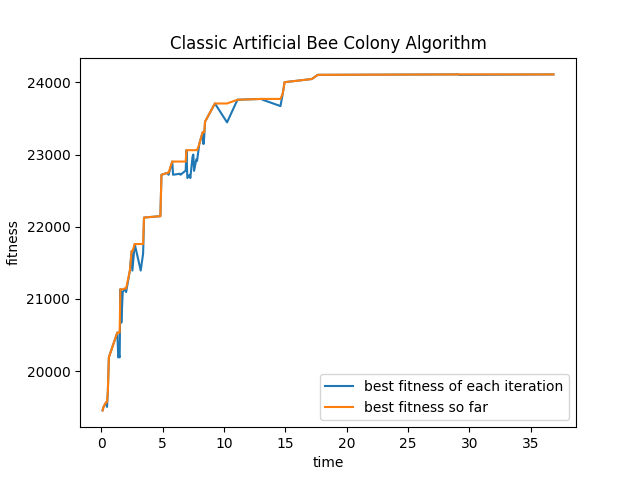 Classic Artificial Bee Colony Algorithm
24000
23000
22000
21000
20000
fitness
0 5 10 15 20 25 30 35
time
best fitness of each iteration
best fitness so far